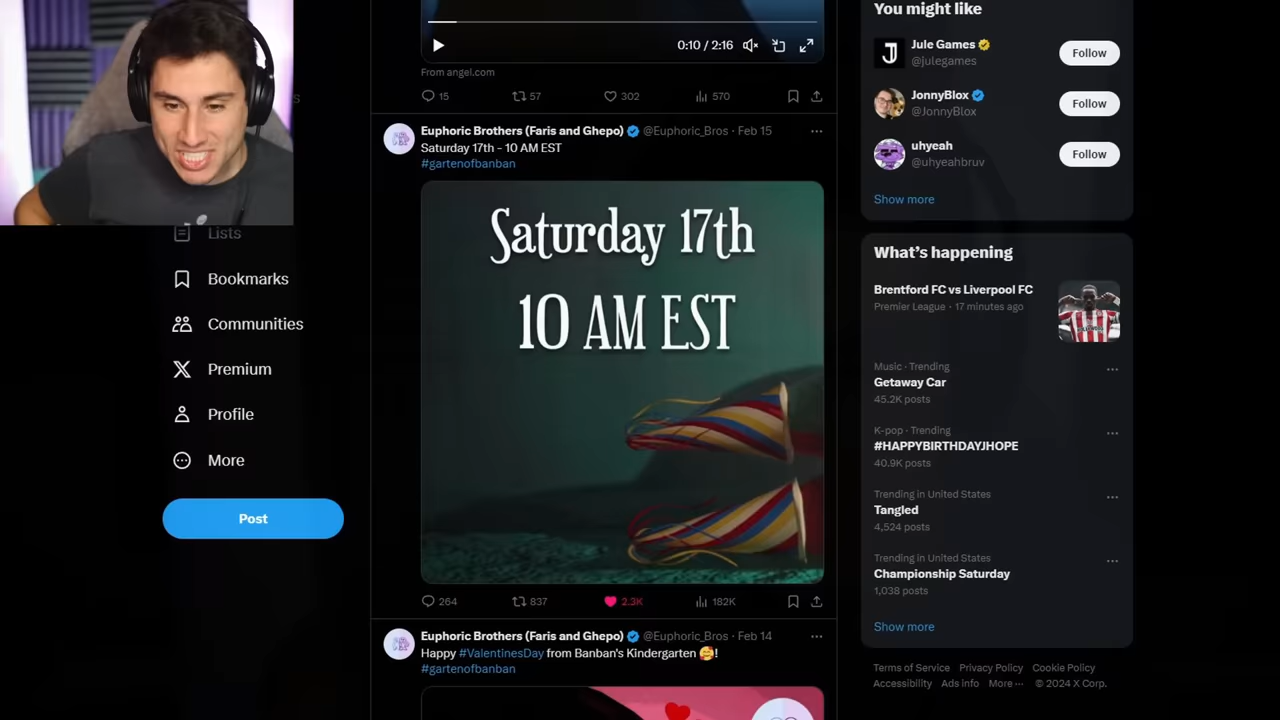 0:10 / 2:16
From angel.com
15
57
302
570
Euphoric Brothers (Faris and Ghepo) @Euphoric_Bros · Feb 15
Saturday 17th - 10 AM EST
#gartenofbanban
Saturday 17th
10 AM EST
264
837
2.3K
182K
Euphoric Brothers (Faris and Ghepo) @Euphoric_Bros · Feb 14
Happy #ValentinesDay from Banban's Kindergarten 🥰!
#gartenofbanban
Lists
Bookmarks
Communities
Premium
Profile
More
Post
You might like
Jule Games
@julegames
Follow
JonnyBlox
@JonnyBlox
Follow
uhyeah
@uhyeahbruv
Follow
Show more
What's happening
Brentford FC vs Liverpool FC
Premier League · 17 minutes ago
Music · Trending
Getaway Car
45.2K posts
K-pop · Trending
#HAPPYBIRTHDAYJHOPE
40.9K posts
Trending in United States
Tangled
4,524 posts
Trending in United States
Championship Saturday
1,038 posts
Show more
Terms of Service Privacy Policy Cookie Policy
Accessibility Ads info More ··· © 2024 X Corp.